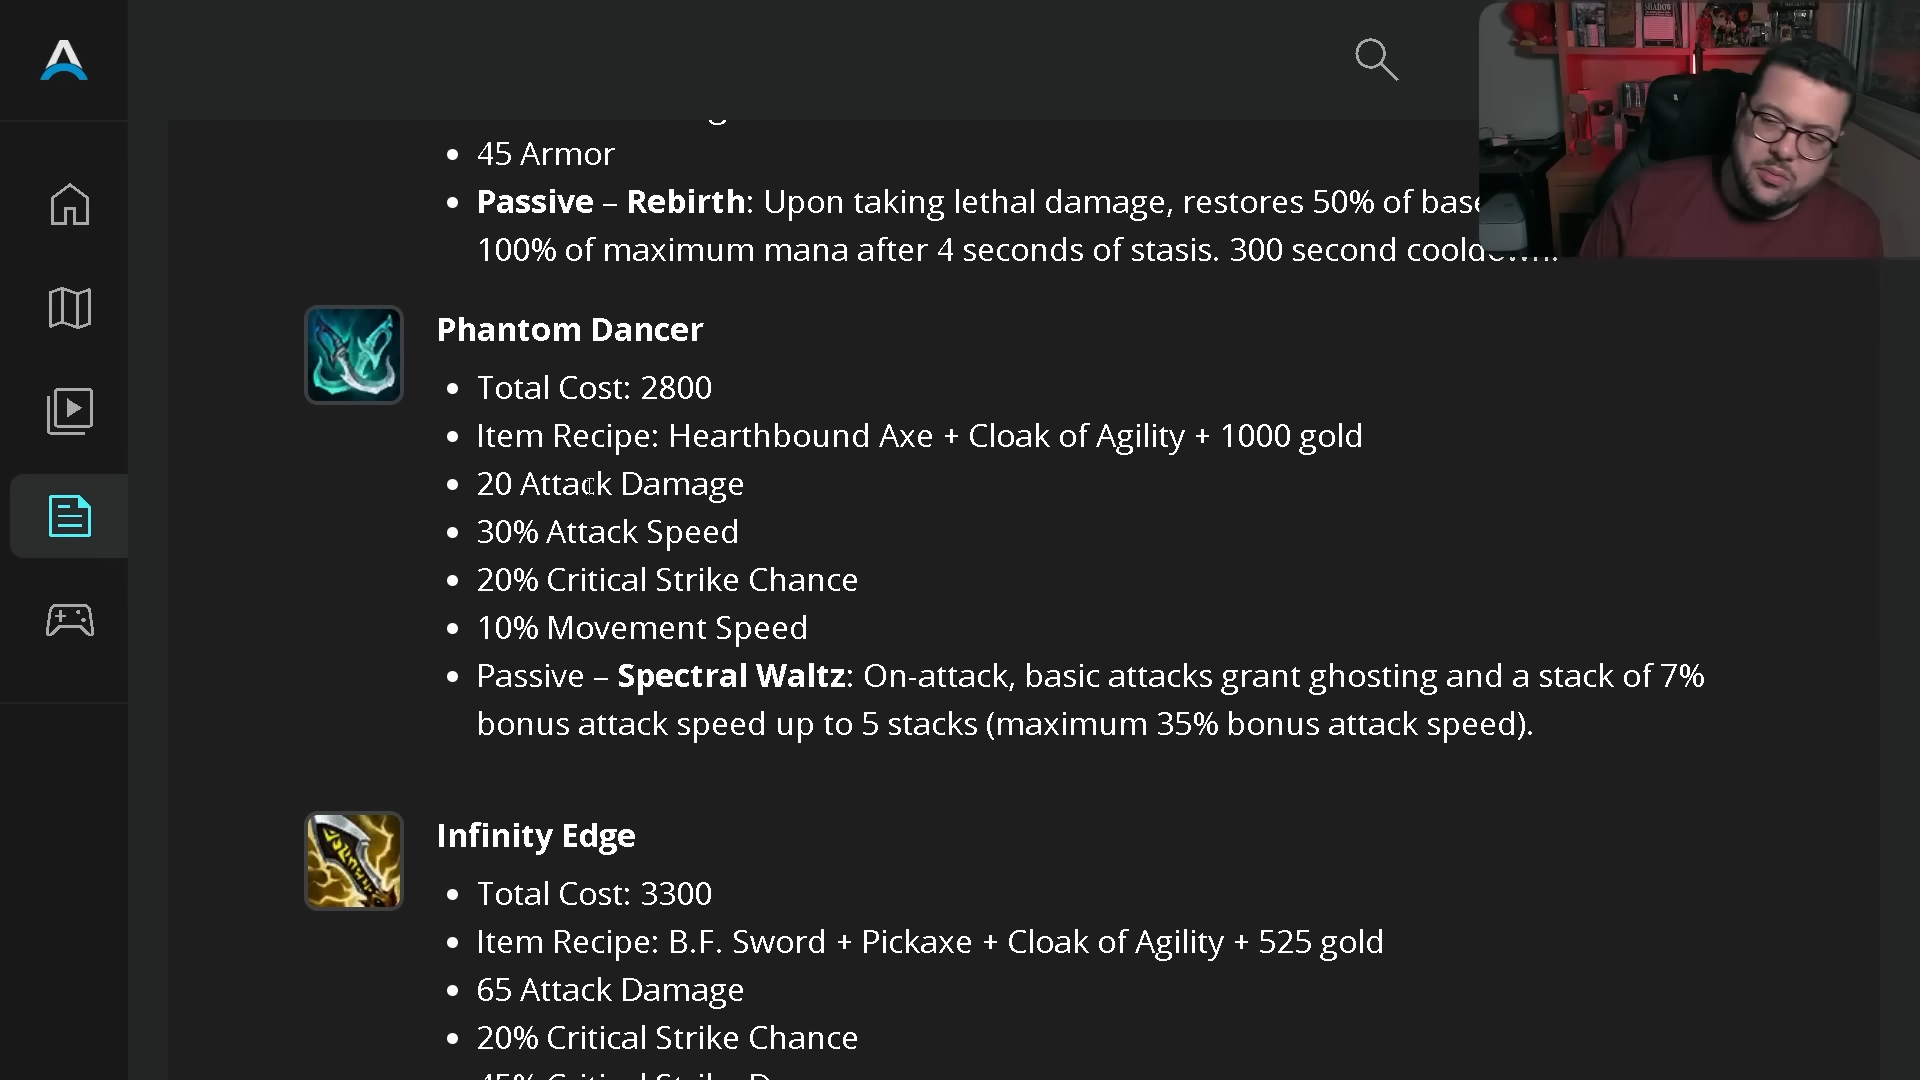 45 Armor
Passive – Rebirth: Upon taking lethal damage, restores 50% of base
100% of maximum mana after 4 seconds of stasis. 300 second cooldown.
Phantom Dancer
Total Cost: 2800
Item Recipe: Hearthbound Axe + Cloak of Agility + 1000 gold
20 Attack Damage
30% Attack Speed
20% Critical Strike Chance
10% Movement Speed
Passive – Spectral Waltz: On-attack, basic attacks grant ghosting and a stack of 7%
bonus attack speed up to 5 stacks (maximum 35% bonus attack speed).
Infinity Edge
Total Cost: 3300
Item Recipe: B.F. Sword + Pickaxe + Cloak of Agility + 525 gold
65 Attack Damage
20% Critical Strike Chance